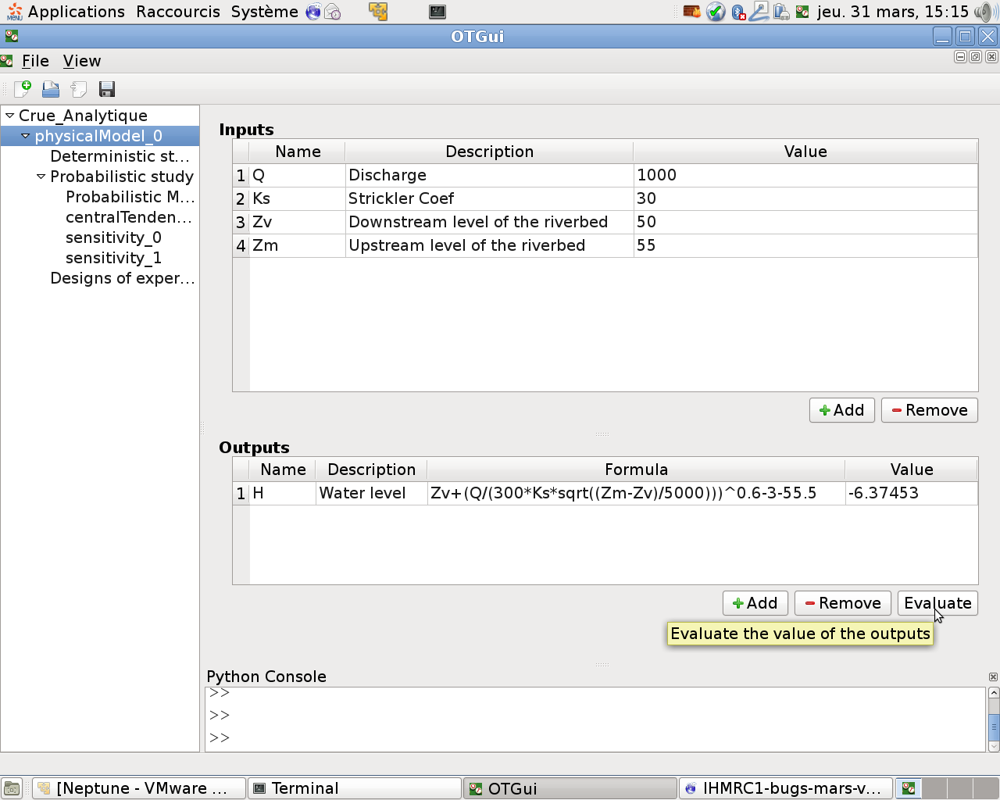 Applications Raccourcis Système jeu. 31 mars, 15:15
OTGui
File View
Crue_Analytique
physicalModel_0
Deterministic st...
Probabilistic study
Probabilistic M...
centralTenden...
sensitivity_0
sensitivity_1
Designs of exper...
Inputs
Name Description Value
1 Q Discharge 1000
2 Ks Strickler Coef 30
3 Zv Downstream level of the riverbed 50
4 Zm Upstream level of the riverbed 55
Add Remove
Outputs
Name Description Formula Value
1 H Water level Zv+(Q/(300*Ks*sqrt((Zm-Zv)/5000)))^0.6-3-55.5 -6.37453
Add Remove Evaluate
Evaluate the value of the outputs
Python Console
>>
>>
>>
[Neptune - VMware ... Terminal OTGui IHMRC1-bugs-mars-v...